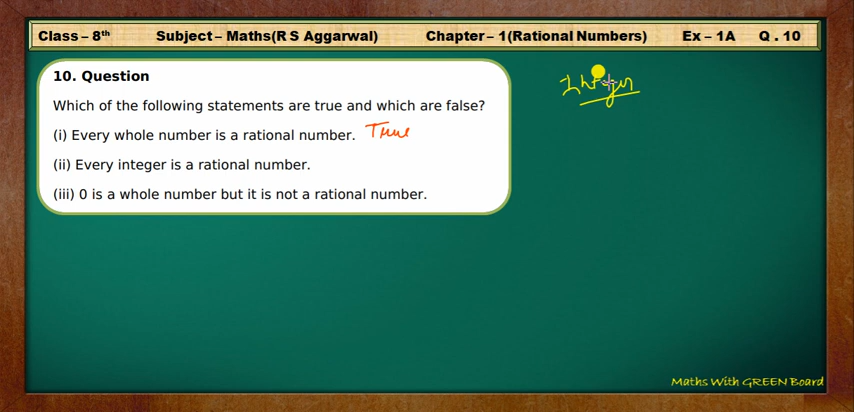 Class – 8th Subject – Maths(R S Aggarwal) Chapter – 1(Rational Numbers) Ex – 1A Q . 10
10. Question
Integer
Which of the following statements are true and which are false?
(i) Every whole number is a rational number. True
(ii) Every integer is a rational number.
(iii) 0 is a whole number but it is not a rational number.
Maths With GREEN Board